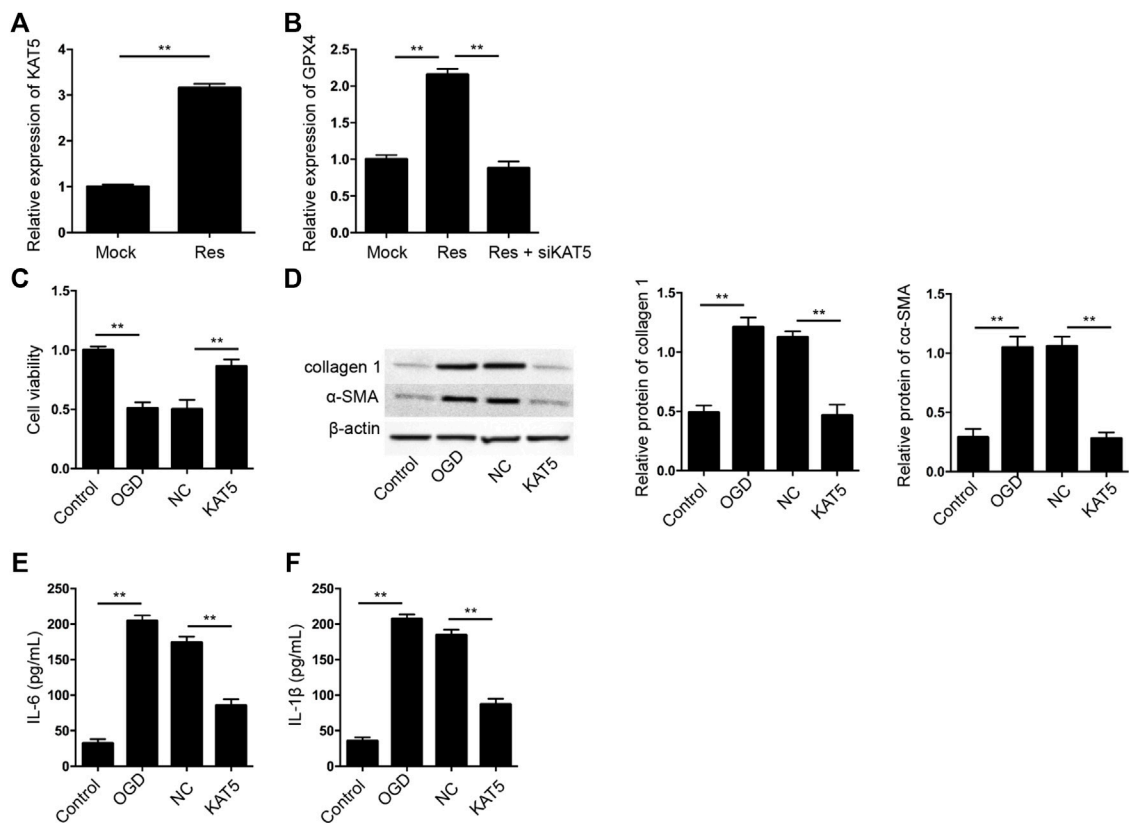 A
Relative expression of KAT5
4
3
2
1
0
**
Mock
Res
B
Relative expression of GPX4
2.5
2.0
1.5
1.0
0.5
0.0
**
**
Mock
Res
Res + siKAT5
C
Cell viability
1.5
1.0
0.5
0.0
**
**
Control
OGD
NC
KAT5
D
collagen 1
α-SMA
β-actin
Control
OGD
NC
KAT5
Relative protein of collagen 1
1.5
1.0
0.5
0.0
**
**
Control
OGD
NC
KAT5
Relative protein of cα-SMA
1.5
1.0
0.5
0.0
**
**
Control
OGD
NC
KAT5
E
IL-6 (pg/mL)
250
200
150
100
50
0
**
**
Control
OGD
NC
KAT5
F
IL-1β (pg/mL)
250
200
150
100
50
0
**
**
Control
OGD
NC
KAT5